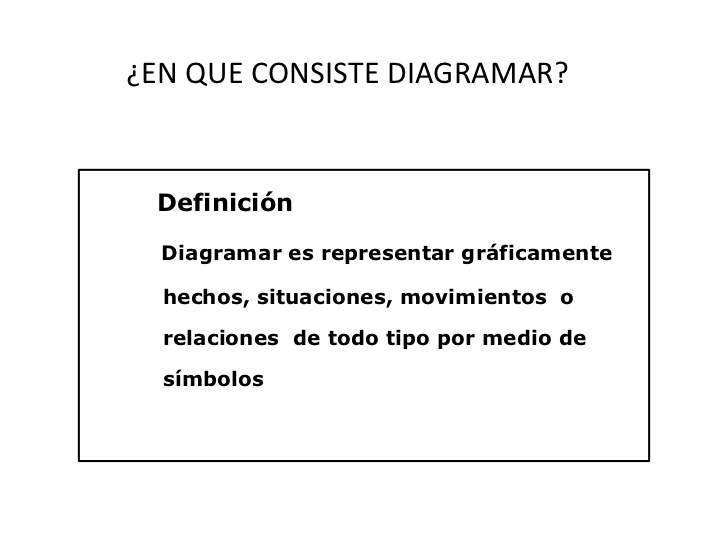 ¿EN QUE CONSISTE DIAGRAMAR?
Definición
Diagramar es representar gráficamente
hechos, situaciones, movimientos  o
relaciones  de todo tipo por medio de
símbolos